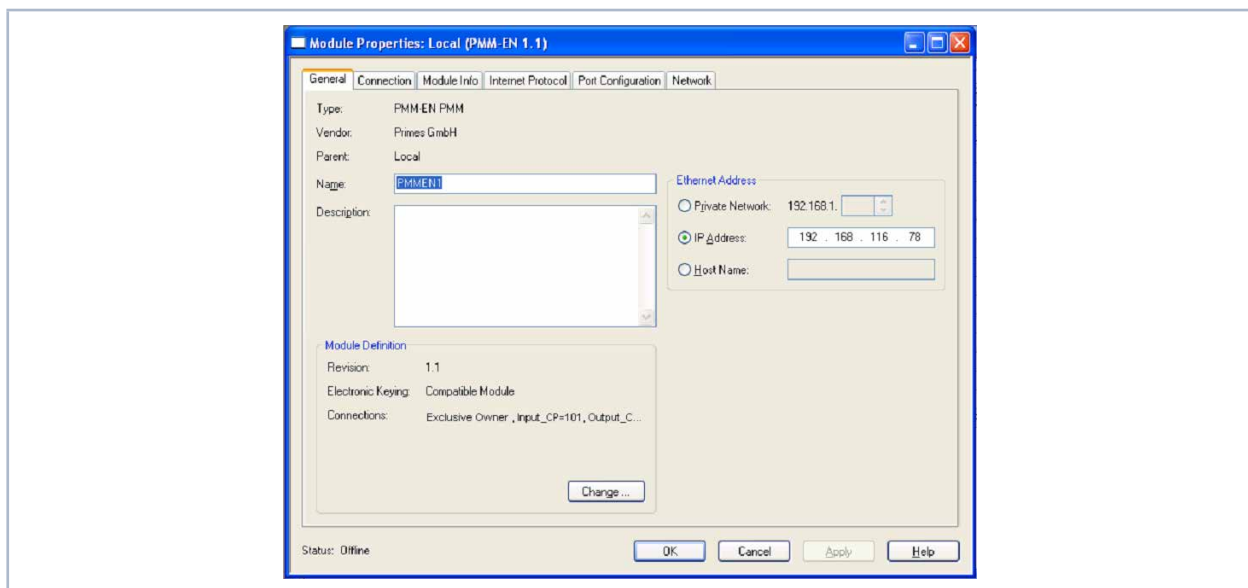 Module Properties: Local (PMM-EN 1.1)
General Connection Module Info Internet Protocol Port Configuration Network
Type: PMM-EN PMM
Vendor: Primes GmbH
Parent: Local
Name: PMMEN1
Description:
Ethernet Address
Private Network: 192.168.1.
IP Address: 192 . 168 . 116 . 78
Host Name:
Module Definition
Revision: 1.1
Electronic Keying: Compatible Module
Connections: Exclusive Owner , Input_CP=101, Output_C...
Change ...
Status: Offline
OK Cancel Apply Help